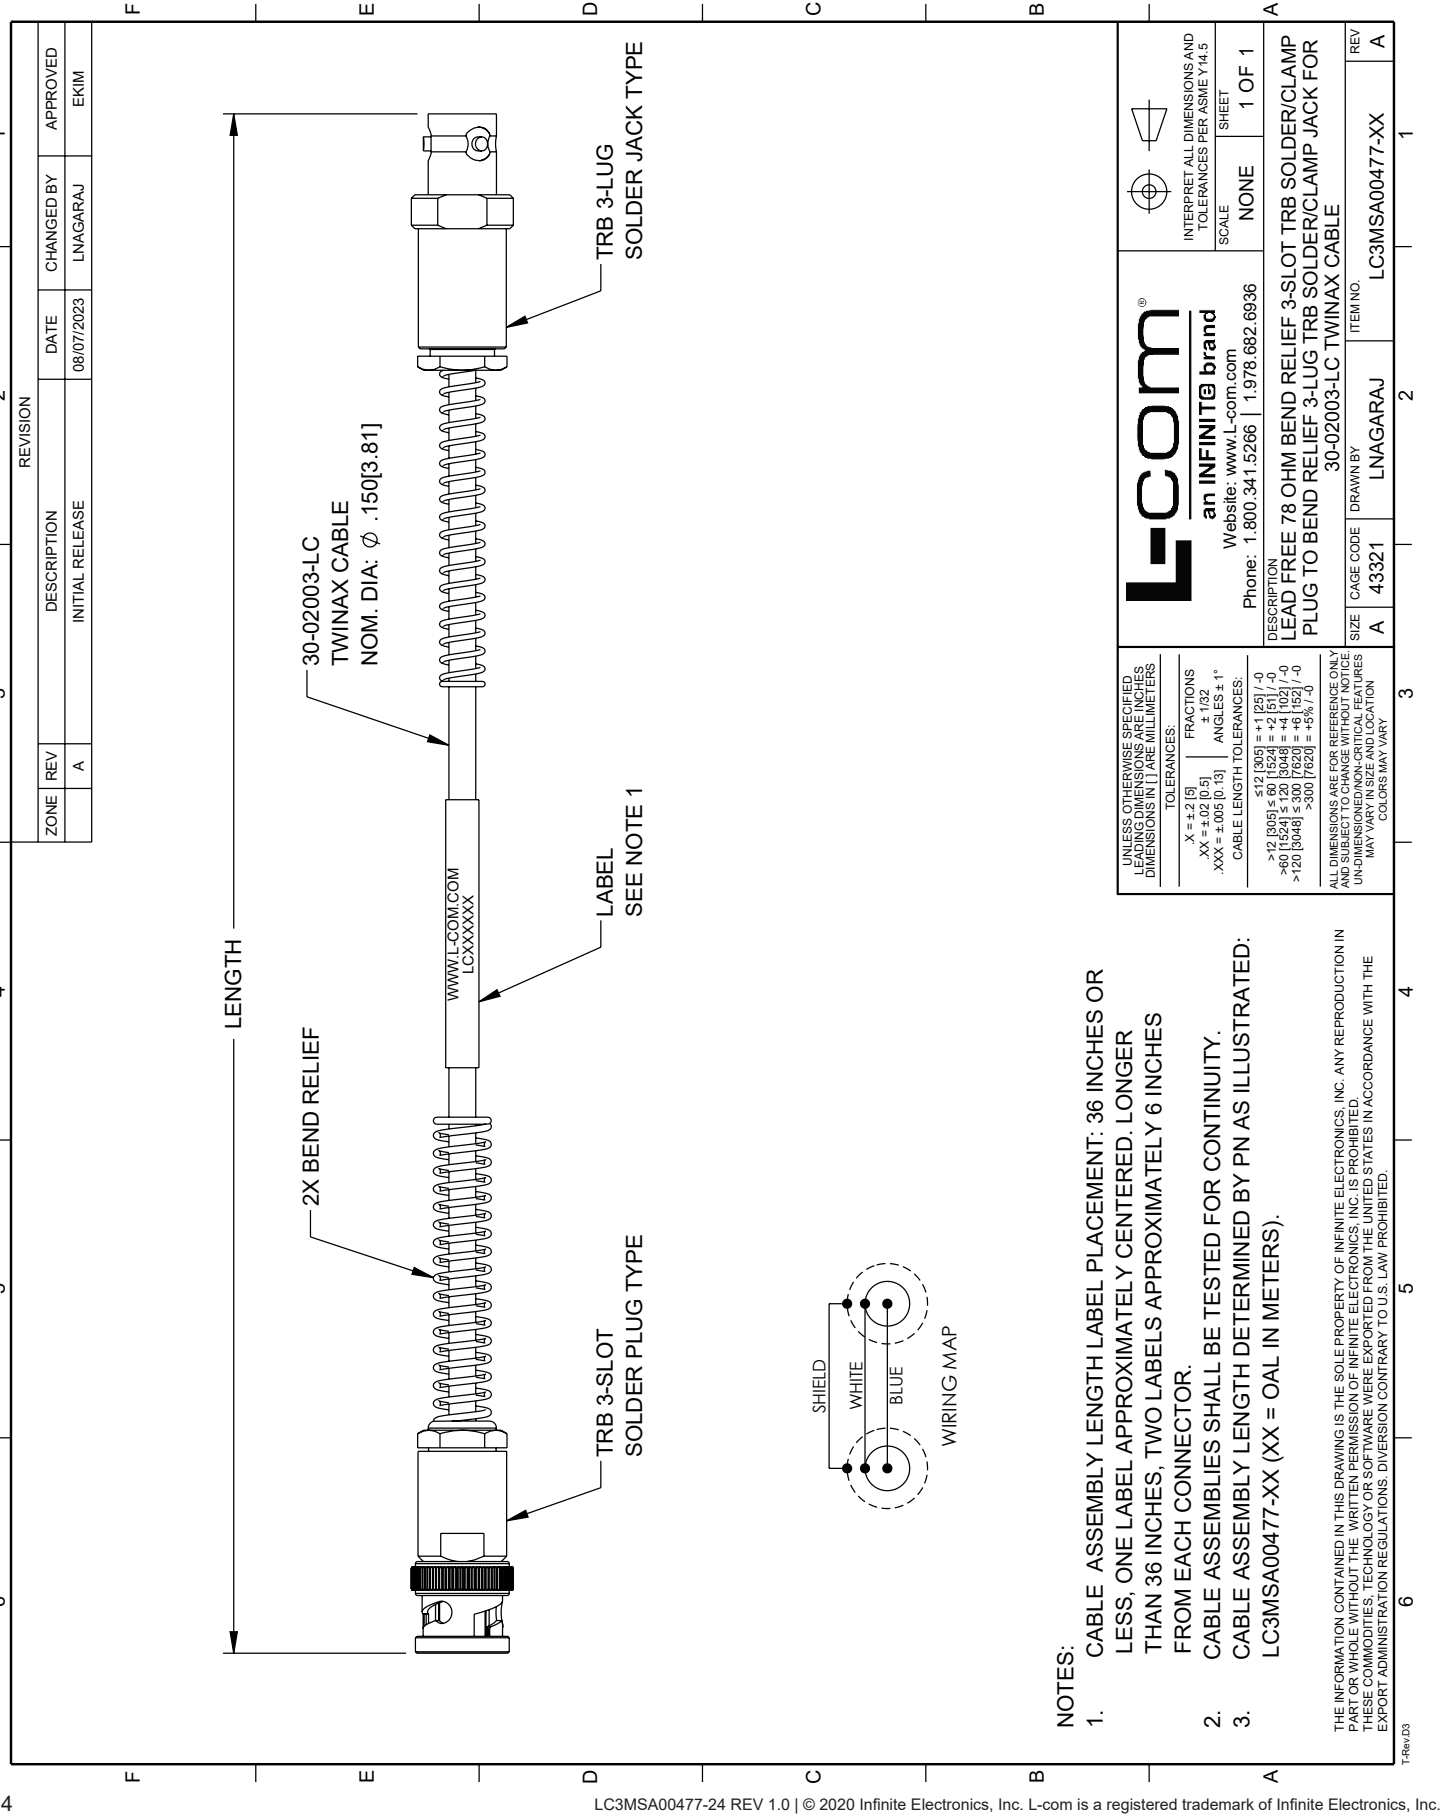 REVISION
ZONE REV DESCRIPTION DATE CHANGED BY APPROVED
A INITIAL RELEASE 08/07/2023 LNAGARAJ EKIM
F E D C B A
LENGTH
2X BEND RELIEF
30-02003-LC
TWINAX CABLE
NOM. DIA: Ø .150[3.81]
WWW.L-COM.COM
LCXXXXXX
TRB 3-SLOT
SOLDER PLUG TYPE
LABEL
SEE NOTE 1
TRB 3-LUG
SOLDER JACK TYPE
SHIELD
WHITE
BLUE
WIRING MAP
NOTES:
1. CABLE ASSEMBLY LENGTH LABEL PLACEMENT: 36 INCHES OR
LESS, ONE LABEL APPROXIMATELY CENTERED. LONGER
THAN 36 INCHES, TWO LABELS APPROXIMATELY 6 INCHES
FROM EACH CONNECTOR.
2. CABLE ASSEMBLIES SHALL BE TESTED FOR CONTINUITY.
3. CABLE ASSEMBLY LENGTH DETERMINED BY PN AS ILLUSTRATED:
LC3MSA00477-XX (XX = OAL IN METERS).
THE INFORMATION CONTAINED IN THIS DRAWING IS THE SOLE PROPERTY OF INFINITE ELECTRONICS, INC. ANY REPRODUCTION IN
PART OR WHOLE WITHOUT THE WRITTEN PERMISSION OF INFINITE ELECTRONICS, INC. IS PROHIBITED.
THESE COMMODITIES, TECHNOLOGY OR SOFTWARE WERE EXPORTED FROM THE UNITED STATES IN ACCORDANCE WITH THE
EXPORT ADMINISTRATION REGULATIONS. DIVERSION CONTRARY TO U.S. LAW PROHIBITED.
UNLESS OTHERWISE SPECIFIED
LEADING DIMENSIONS ARE INCHES
DIMENSIONS IN [ ] ARE MILLIMETERS
TOLERANCES:
.X = ±.2 [5] FRACTIONS
.XX = ±.02 [0.5] ± 1/32
.XXX = ±.005 [0.13] ANGLES ± 1°
CABLE LENGTH TOLERANCES:
≤12 [305] = +1 [25] / -0
>12 [305] ≤ 60 [1524] = +2 [51] / -0
>60 [1524] ≤ 120 [3048] = +4 [102] / -0
>120 [3048] ≤ 300 [7620] = +6 [152] / -0
>300 [7620] = +5% / -0
ALL DIMENSIONS ARE FOR REFERENCE ONLY
AND SUBJECT TO CHANGE WITHOUT NOTICE.
UN-DIMENSIONED/NON-CRITICAL FEATURES
MAY VARY IN SIZE AND LOCATION
COLORS MAY VARY
L-com®
an INFINITE brand
Website: www.L-com.com
Phone: 1.800.341.5266 | 1.978.682.6936
INTERPRET ALL DIMENSIONS AND
TOLERANCES PER ASME Y14.5
SCALE NONE
SHEET 1 OF 1
DESCRIPTION
LEAD FREE 78 OHM BEND RELIEF 3-SLOT TRB SOLDER/CLAMP
PLUG TO BEND RELIEF 3-LUG TRB SOLDER/CLAMP JACK FOR
30-02003-LC TWINAX CABLE
SIZE CAGE CODE DRAWN BY ITEM NO. REV
A 43321 LNAGARAJ LC3MSA00477-XX A
F E D C B A
6 5 4 3 2 1
T-Rev.D3
4
LC3MSA00477-24 REV 1.0 | © 2020 Infinite Electronics, Inc. L-com is a registered trademark of Infinite Electronics, Inc.